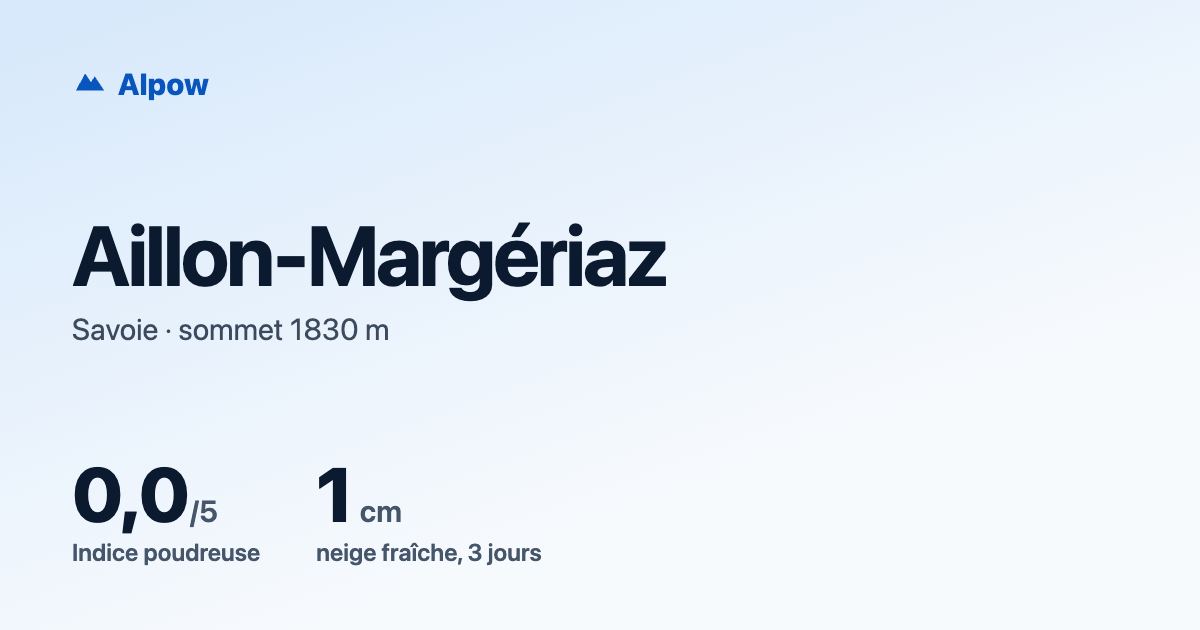 Alpow
Aillon-Margériaz
Savoie · sommet 1830 m
0,0/5
1 cm
Indice poudreuse
neige fraîche, 3 jours